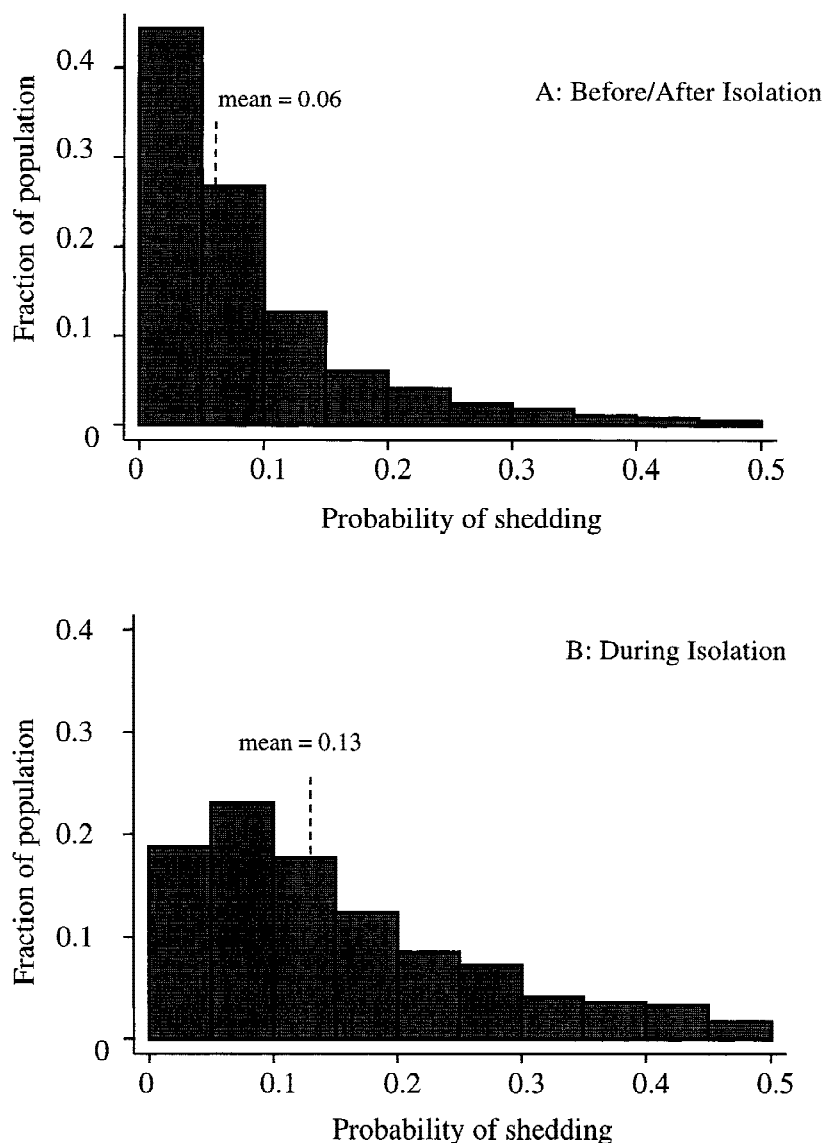 A: Before/After Isolation
mean = 0.06
Fraction of population
0.4
0.3
0.2
0.1
0
0 0.1 0.2 0.3 0.4 0.5
Probability of shedding
B: During Isolation
mean = 0.13
Fraction of population
0.4
0.3
0.2
0.1
0
0 0.1 0.2 0.3 0.4 0.5
Probability of shedding